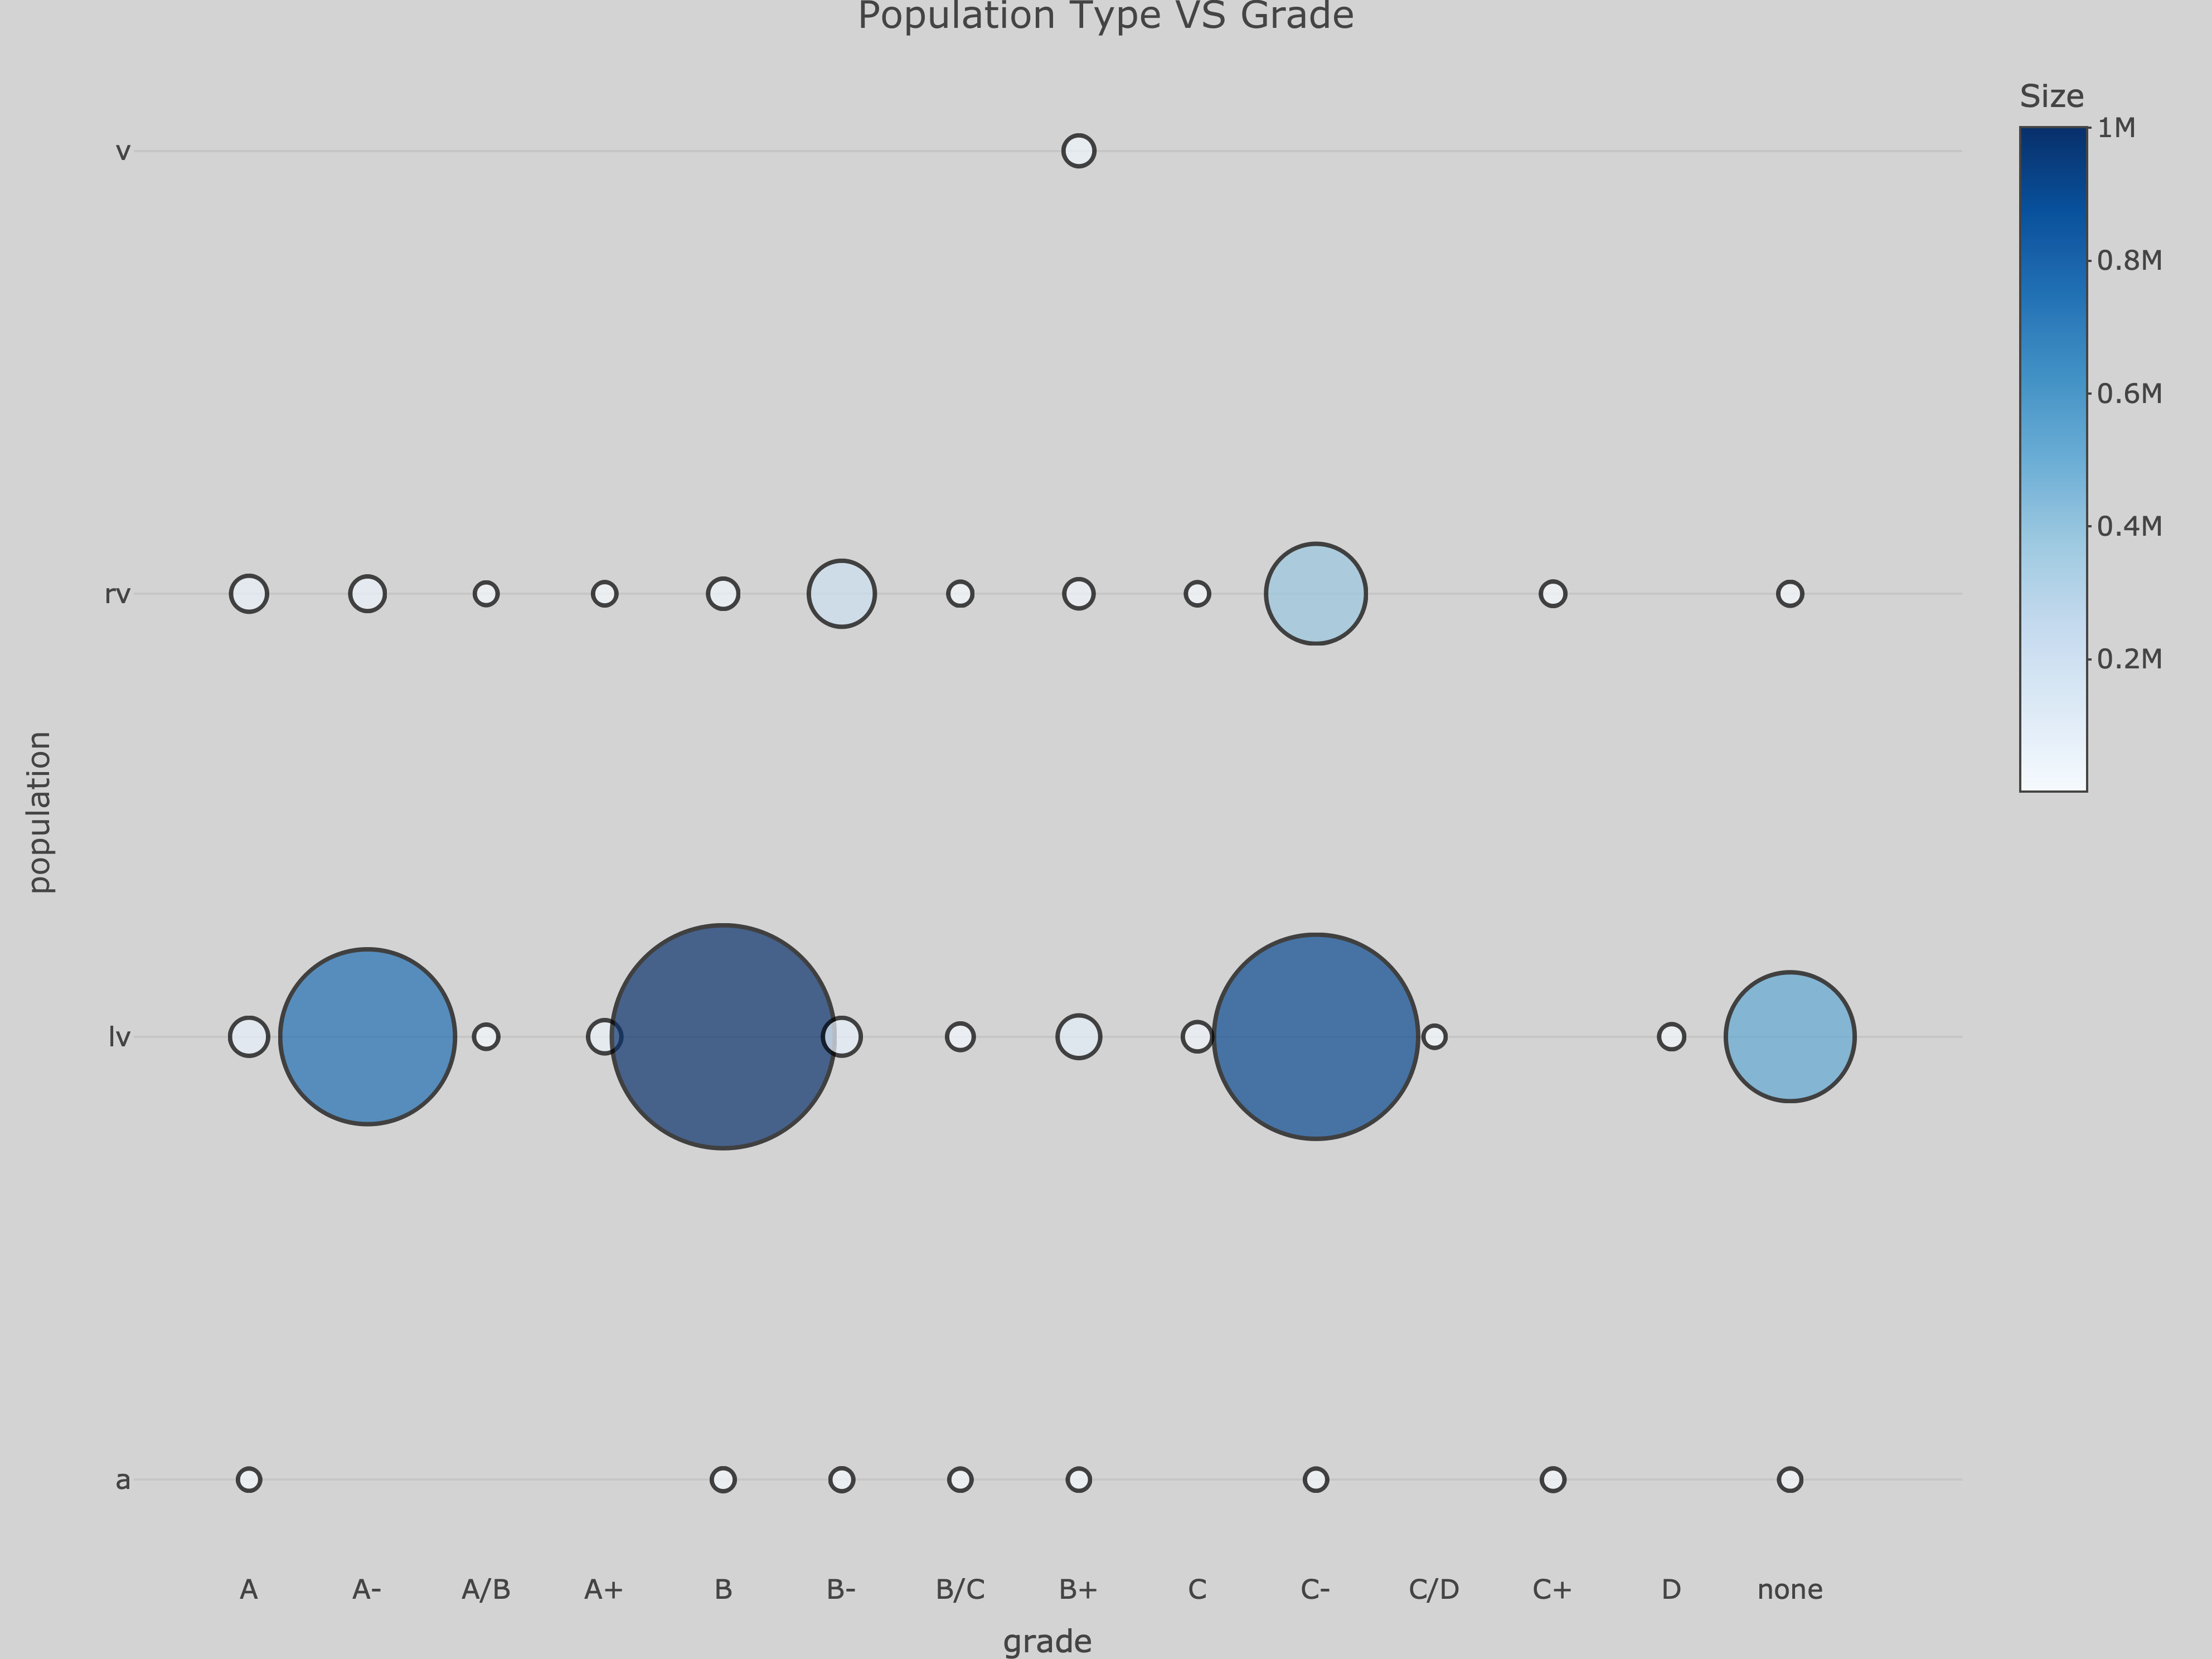 Population Type VS Grade
Size
1M
0.8M
0.6M
0.4M
0.2M
population
v
rv
lv
a
A A- A/B A+ B B- B/C B+ C C- C/D C+ D none
grade